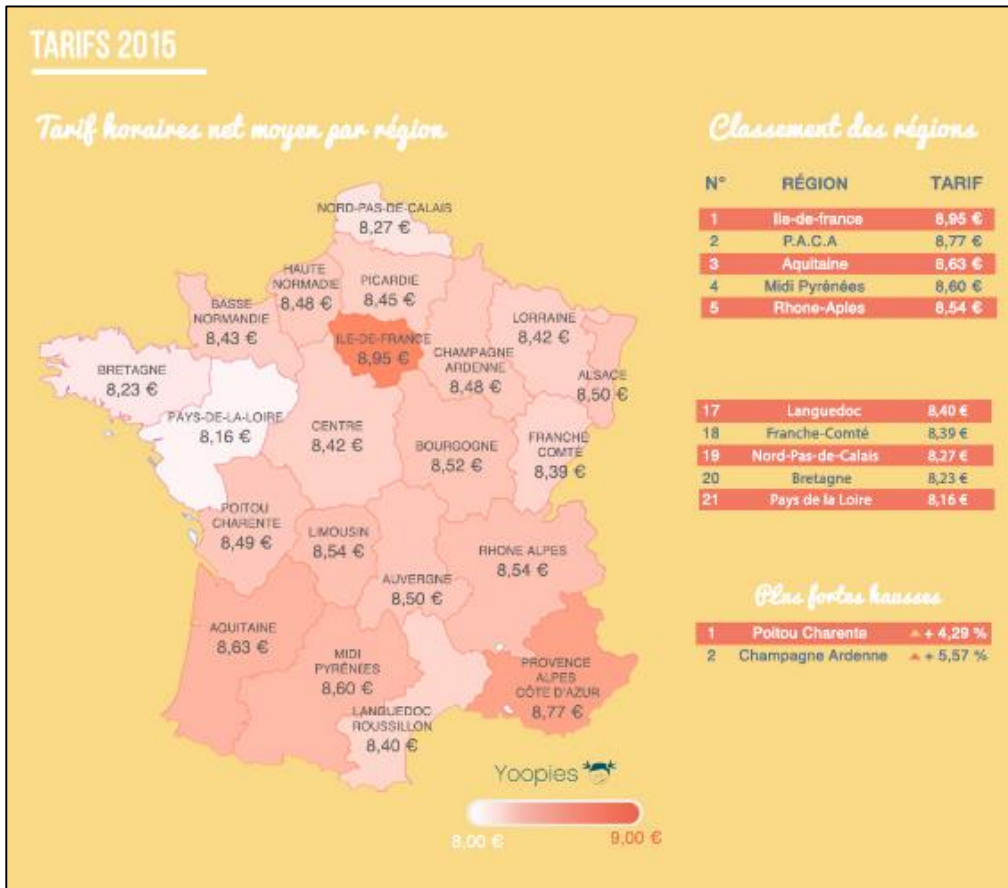 TARIFS 2015
Tarif horaires net moyen par région
NORD-PAS-DE-CALAIS
8,27 €
HAUTE
NORMADIE
8,48 €
PICARDIE
8,45 €
BASSE
NORMANDIE
8,43 €
ILE-DE-FRANCE
8,95 €
LORRAINE
8,42 €
CHAMPAGNE
ARDENNE
8,48 €
ALSACE
8,50 €
BRETAGNE
8,23 €
PAYS-DE-LA-LOIRE
8,16 €
CENTRE
8,42 €
BOURGOGNE
8,52 €
FRANCHE
COMTÉ
8,39 €
POITOU
CHARENTE
8,49 €
LIMOUSIN
8,54 €
AUVERGNE
8,50 €
RHONE ALPES
8,54 €
AQUITAINE
8,63 €
MIDI
PYRÉNÉES
8,60 €
LANGUEDOC
ROUSSILLON
8,40 €
PROVENCE
ALPES
CÔTE D'AZUR
8,77 €
Yoopies
8,00 € 9,00 €
Classement des régions
N° RÉGION TARIF
1 Ile-de-france 8,95 €
2 P.A.C.A 8,77 €
3 Aquitaine 8,63 €
4 Midi Pyrénées 8,60 €
5 Rhone-Aples 8,54 €
17 Languedoc 8,40 €
18 Franche-Comté 8,39 €
19 Nord-Pas-de-Calais 8,27 €
20 Bretagne 8,23 €
21 Pays de la Loire 8,16 €
Plus fortes hausses
1 Poitou Charente + 4,29 %
2 Champagne Ardenne + 5,57 %